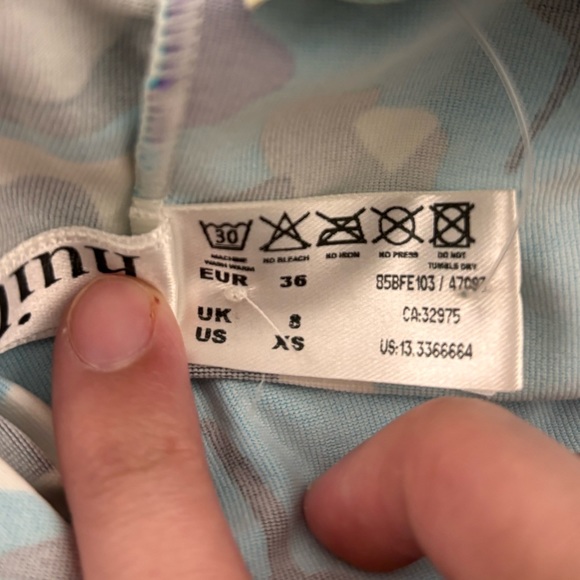 30
MACHINE
WARM WARM
NO BLEACH
NO IRON
NO PRESS
DO NOT
TUMBLE DRY
EUR 36
UK 8
US XS
85BFE103 / 47097
CA:32975
US:13.3366664